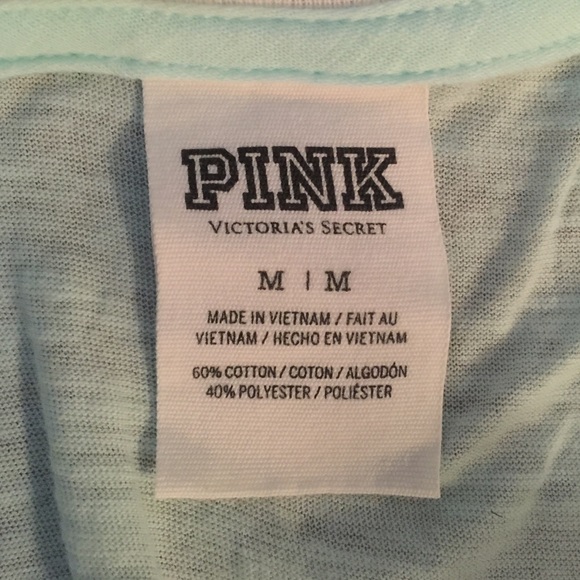 PINK
VICTORIA'S SECRET
M | M
MADE IN VIETNAM / FAIT AU
VIETNAM / HECHO EN VIETNAM
60% COTTON / COTON / ALGODÓN
40% POLYESTER / POLIÉSTER